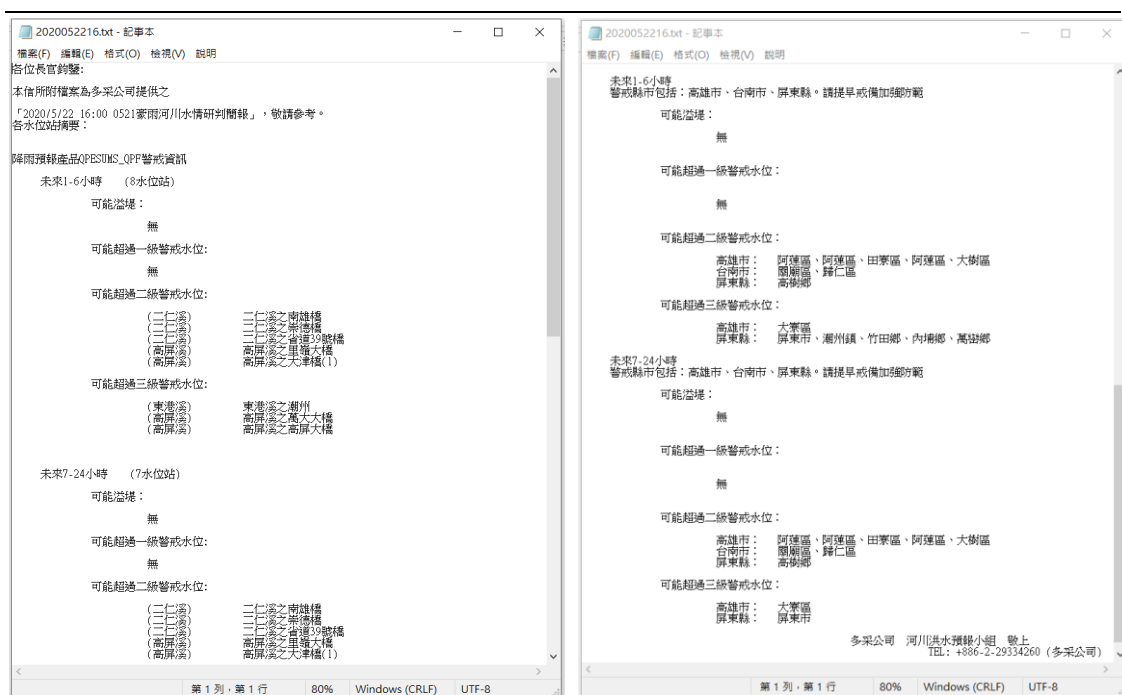 2020052216.txt - 記事本
檔案(F) 編輯(E) 格式(O) 檢視(V) 說明
各位長官鈞鑒:
本信所附檔案為多采公司提供之
「2020/5/22 16:00 0521豪雨河川水情研判簡報」，敬請參考。
各水位站摘要：
降雨預報產品QPESUMS_QPF警戒資訊
未來1-6小時 (8水位站)
可能溢堤：
無
可能超過一級警戒水位:
無
可能超過二級警戒水位:
(二仁溪) 二仁溪之南雄橋
(二仁溪) 二仁溪之崇德橋
(二仁溪) 二仁溪之省道39號橋
(高屏溪) 高屏溪之里嶺大橋
(高屏溪) 高屏溪之大津橋(1)
可能超過三級警戒水位:
(東港溪) 東港溪之潮州
(高屏溪) 高屏溪之萬大大橋
(高屏溪) 高屏溪之高屏大橋
未來7-24小時 (7水位站)
可能溢堤：
無
可能超過一級警戒水位:
無
可能超過二級警戒水位:
(二仁溪) 二仁溪之南雄橋
(二仁溪) 二仁溪之崇德橋
(二仁溪) 二仁溪之省道39號橋
(高屏溪) 高屏溪之里嶺大橋
(高屏溪) 高屏溪之大津橋(1)
第 1 列，第 1 行 80% Windows (CRLF) UTF-8
2020052216.txt - 記事本
檔案(F) 編輯(E) 格式(O) 檢視(V) 說明
未來1-6小時
警戒縣市包括：高雄市、台南市、屏東縣。請提早戒備加強防範
可能溢堤：
無
可能超過一級警戒水位：
無
可能超過二級警戒水位：
高雄市： 阿蓮區、阿蓮區、田寮區、阿蓮區、大樹區
台南市： 關廟區、歸仁區
屏東縣： 高樹鄉
可能超過三級警戒水位：
高雄市： 大寮區
屏東縣： 屏東市、潮州鎮、竹田鄉、內埔鄉、萬巒鄉
未來7-24小時
警戒縣市包括：高雄市、台南市、屏東縣。請提早戒備加強防範
可能溢堤：
無
可能超過一級警戒水位：
無
可能超過二級警戒水位：
高雄市： 阿蓮區、阿蓮區、田寮區、阿蓮區、大樹區
台南市： 關廟區、歸仁區
屏東縣： 高樹鄉
可能超過三級警戒水位：
高雄市： 大寮區
屏東縣： 屏東市
多采公司 河川洪水預報小組 敬上
TEL: +886-2-29334260 (多采公司)
第 1 列，第 1 行 80% Windows (CRLF) UTF-8